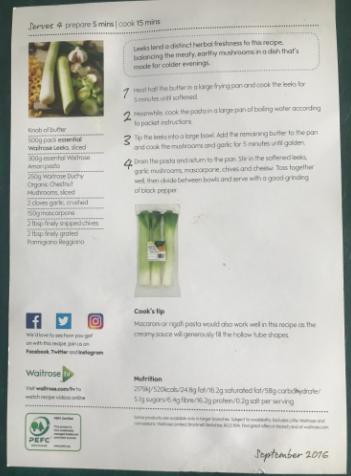 Serves 4 prepare 5 mins | cook 15 mins
Leeks lend a distinct herbal freshness to this recipe,
balancing the meaty, earthy mushrooms in a dish that's
made for colder evenings.
Knob of butter
500g pack essential
Waitrose Leeks, sliced
300g essential Waitrose
Amori pasta
250g Waitrose Duchy
Organic Chestnut
Mushrooms, sliced
2 cloves garlic, crushed
150g mascarpone
2 tbsp finely snipped chives
2 tbsp finely grated
Parmigiano Reggiano
1 Heat half the butter in a large frying pan and cook the leeks for
5 minutes until softened.
2 Meanwhile, cook the pasta in a large pan of boiling water according
to packet instructions.
3 Tip the leeks into a large bowl. Add the remaining butter to the pan
and cook the mushrooms and garlic for 5 minutes until golden.
4 Drain the pasta and return to the pan. Stir in the softened leeks,
garlic mushrooms, mascarpone, chives and cheese. Toss together
well, then divide between bowls and serve with a good grinding
of black pepper.
Cook's tip
Macaroni or rigati pasta would also work well in this recipe as the
creamy sauce will generously fill the hollow tube shapes.
We'd love to see how you get
on with this recipe. Join us on
Facebook, Twitter and Instagram
Waitrose TV
Visit waitrose.com/tv to
watch recipe videos online
Nutrition
2179kJ/520kcals/24.8g fat/16.2g saturated fat/58g carbohydrate/
5.1g sugars/6.4g fibre/16.2g protein/0.2g salt per serving
PEFC
September 2016